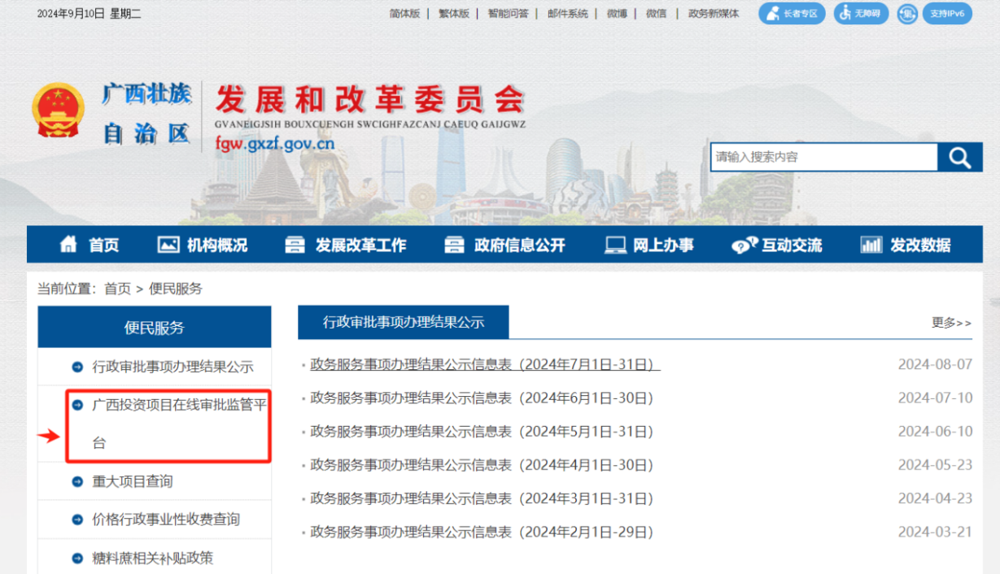 2024年9月10日 星期二
简体版 | 繁体版 | 智能问答 | 邮件系统 | 微博 | 微信 | 政务新媒体
长者专区 无障碍 集 支持IPv6
广西壮族
自治区
发展和改革委员会
GVANGJSIH BOUXCUENGH SWCIGIHFAZCANJ CAEUQ GAIJGWZ
fgw.gxzf.gov.cn
请输入搜索内容
首页 机构概况 发展改革工作 政府信息公开 网上办事 互动交流 发改数据
当前位置：首页 > 便民服务
便民服务
行政审批事项办理结果公示
广西投资项目在线审批监管平
台
重大项目查询
价格行政事业性收费查询
糖料蔗相关补贴政策
行政审批事项办理结果公示 更多>>
政务服务事项办理结果公示信息表（2024年7月1日-31日） 2024-08-07
政务服务事项办理结果公示信息表（2024年6月1日-30日） 2024-07-10
政务服务事项办理结果公示信息表（2024年5月1日-31日） 2024-06-10
政务服务事项办理结果公示信息表（2024年4月1日-30日） 2024-05-23
政务服务事项办理结果公示信息表（2024年3月1日-31日） 2024-04-23
政务服务事项办理结果公示信息表（2024年2月1日-29日） 2024-03-21